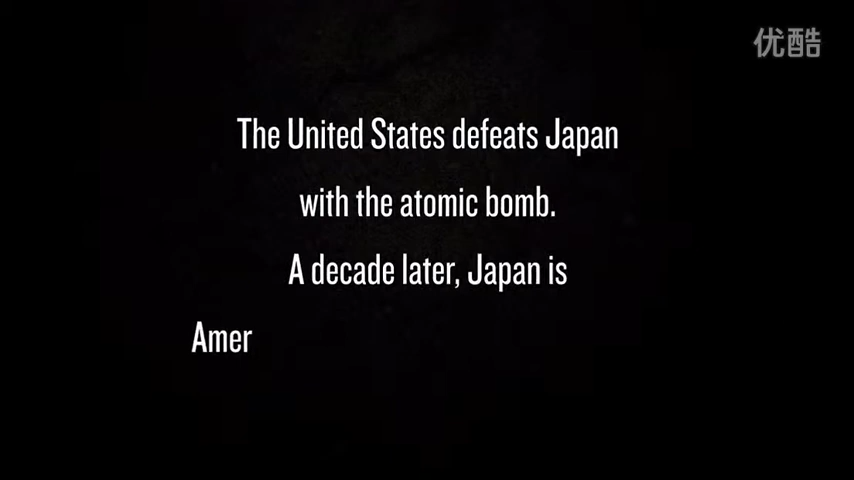 优酷
The United States defeats Japan
with the atomic bomb.
A decade later, Japan is
Amer